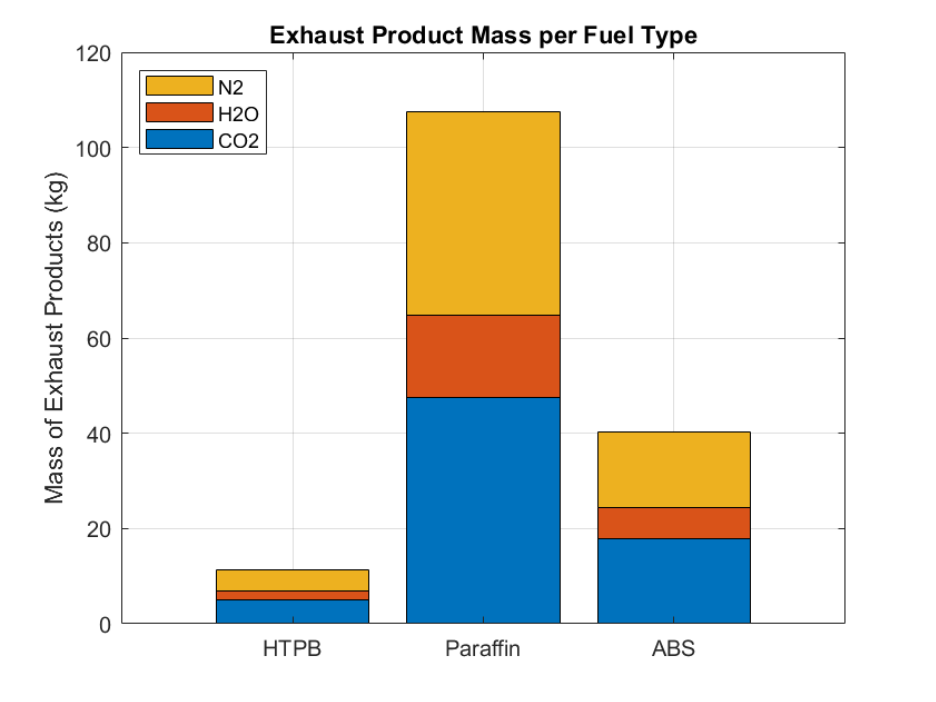 Exhaust Product Mass per Fuel Type
120
100
80
60
40
20
0
Mass of Exhaust Products (kg)
N2
H2O
CO2
HTPB
Paraffin
ABS